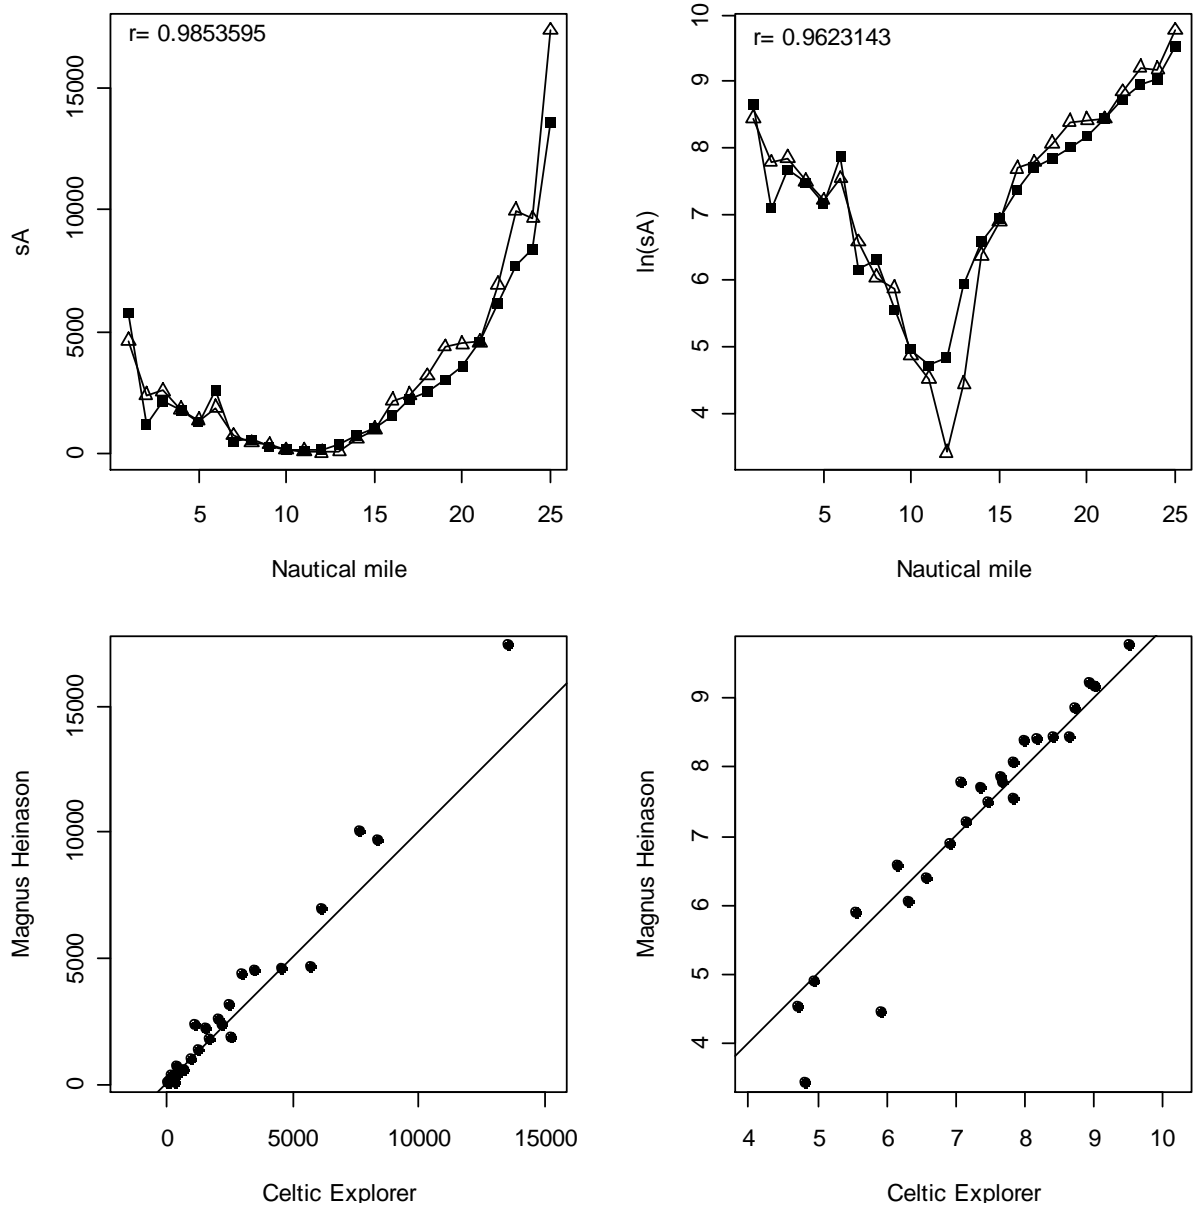 r= 0.9853595
sA
0 5000 10000 15000
5 10 15 20 25
Nautical mile
r= 0.9623143
ln(sA)
4 5 6 7 8 9 10
5 10 15 20 25
Nautical mile
Magnus Heinason
0 5000 10000 15000
0 5000 10000 15000
Celtic Explorer
Magnus Heinason
4 5 6 7 8 9
4 5 6 7 8 9 10
Celtic Explorer